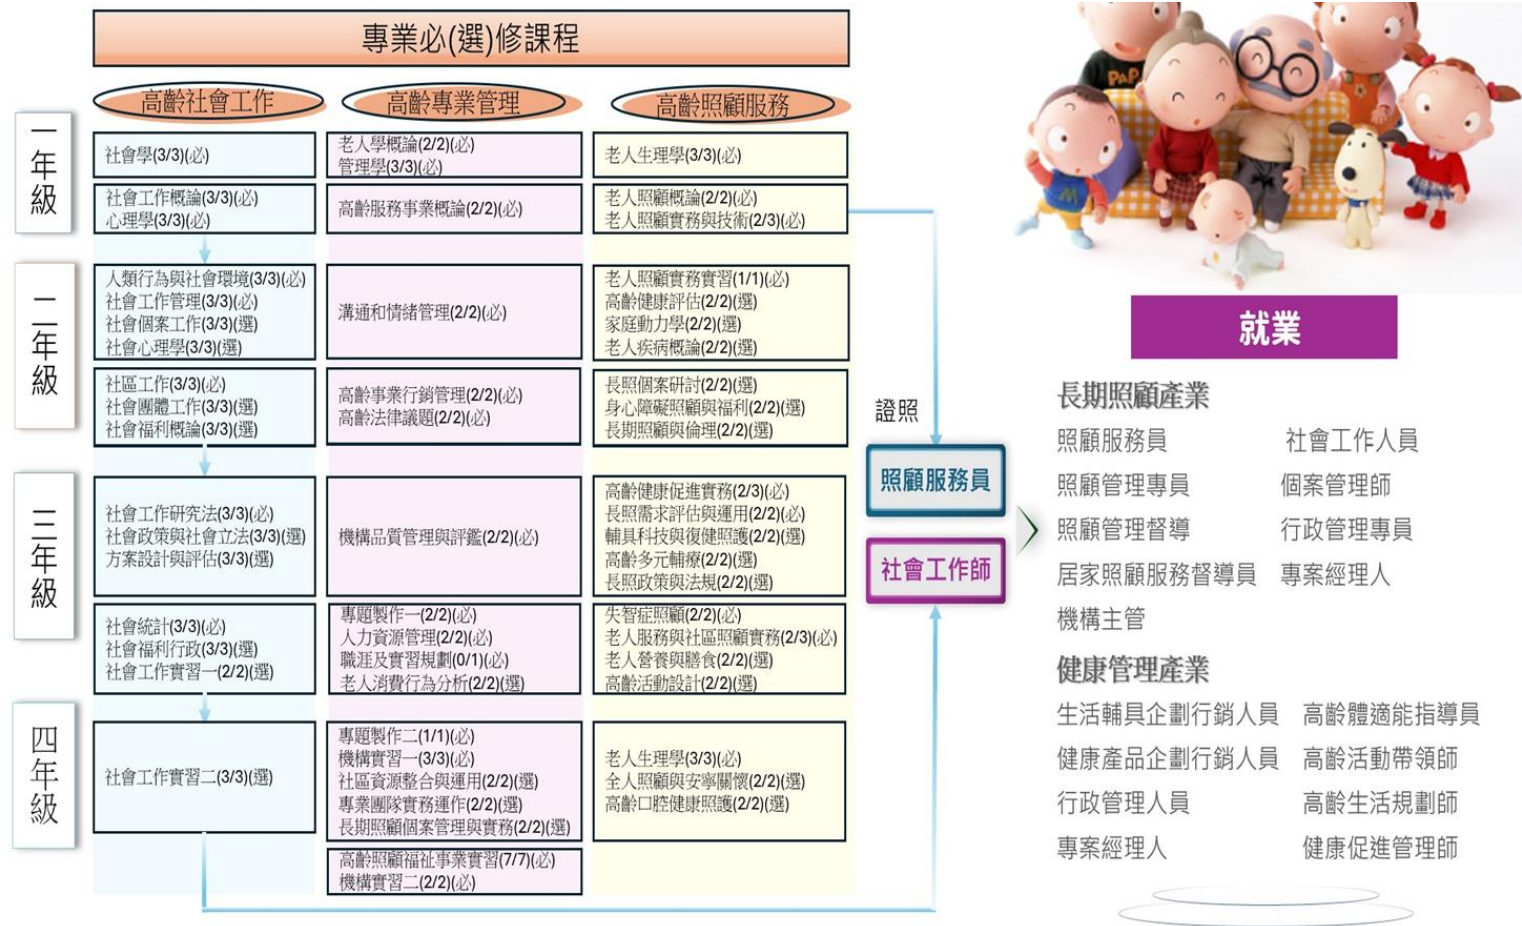 專業必(選)修課程
高齡社會工作
高齡專業管理
高齡照顧服務
一年級
社會學(3/3)(必)
老人學概論(2/2)(必)
管理學(3/3)(必)
老人生理學(3/3)(必)
社會工作概論(3/3)(必)
心理學(3/3)(必)
高齡服務事業概論(2/2)(必)
老人照顧概論(2/2)(必)
老人照顧實務與技術(2/3)(必)
二年級
人類行為與社會環境(3/3)(必)
社會工作管理(3/3)(必)
社會個案工作(3/3)(選)
社會心理學(3/3)(選)
溝通和情緒管理(2/2)(必)
老人照顧實務實習(1/1)(必)
高齡健康評估(2/2)(選)
家庭動力學(2/2)(選)
老人疾病概論(2/2)(選)
社區工作(3/3)(必)
社會團體工作(3/3)(選)
社會福利概論(3/3)(選)
高齡事業行銷管理(2/2)(必)
高齡法律議題(2/2)(必)
長照個案研討(2/2)(選)
身心障礙照顧與福利(2/2)(選)
長期照顧與倫理(2/2)(選)
三年級
社會工作研究法(3/3)(必)
社會政策與社會立法(3/3)(選)
方案設計與評估(3/3)(選)
機構品質管理與評鑑(2/2)(必)
高齡健康促進實務(2/3)(必)
長照需求評估與運用(2/2)(必)
輔具科技與復健照護(2/2)(選)
高齡多元輔療(2/2)(選)
長照政策與法規(2/2)(選)
社會統計(3/3)(必)
社會福利行政(3/3)(選)
社會工作實習一(2/2)(選)
專題製作一(2/2)(必)
人力資源管理(2/2)(必)
職涯及實習規劃(0/1)(必)
老人消費行為分析(2/2)(選)
失智症照顧(2/2)(必)
老人服務與社區照顧實務(2/3)(必)
老人營養與膳食(2/2)(選)
高齡活動設計(2/2)(選)
四年級
社會工作實習二(3/3)(選)
專題製作二(1/1)(必)
機構實習一(3/3)(必)
社區資源整合與運用(2/2)(選)
專業團隊實務運作(2/2)(選)
長期照顧個案管理與實務(2/2)(選)
老人生理學(3/3)(必)
全人照顧與安寧關懷(2/2)(選)
高齡口腔健康照護(2/2)(選)
高齡照顧福祉事業實習(7/7)(必)
機構實習二(2/2)(必)
證照
照顧服務員
社會工作師
PAP
M
就業
長期照顧產業
照顧服務員 社會工作人員
照顧管理專員 個案管理師
照顧管理督導 行政管理專員
居家照顧服務督導員 專案經理人
機構主管
健康管理產業
生活輔具企劃行銷人員 高齡體適能指導員
健康產品企劃行銷人員 高齡活動帶領師
行政管理人員 高齡生活規劃師
專案經理人 健康促進管理師